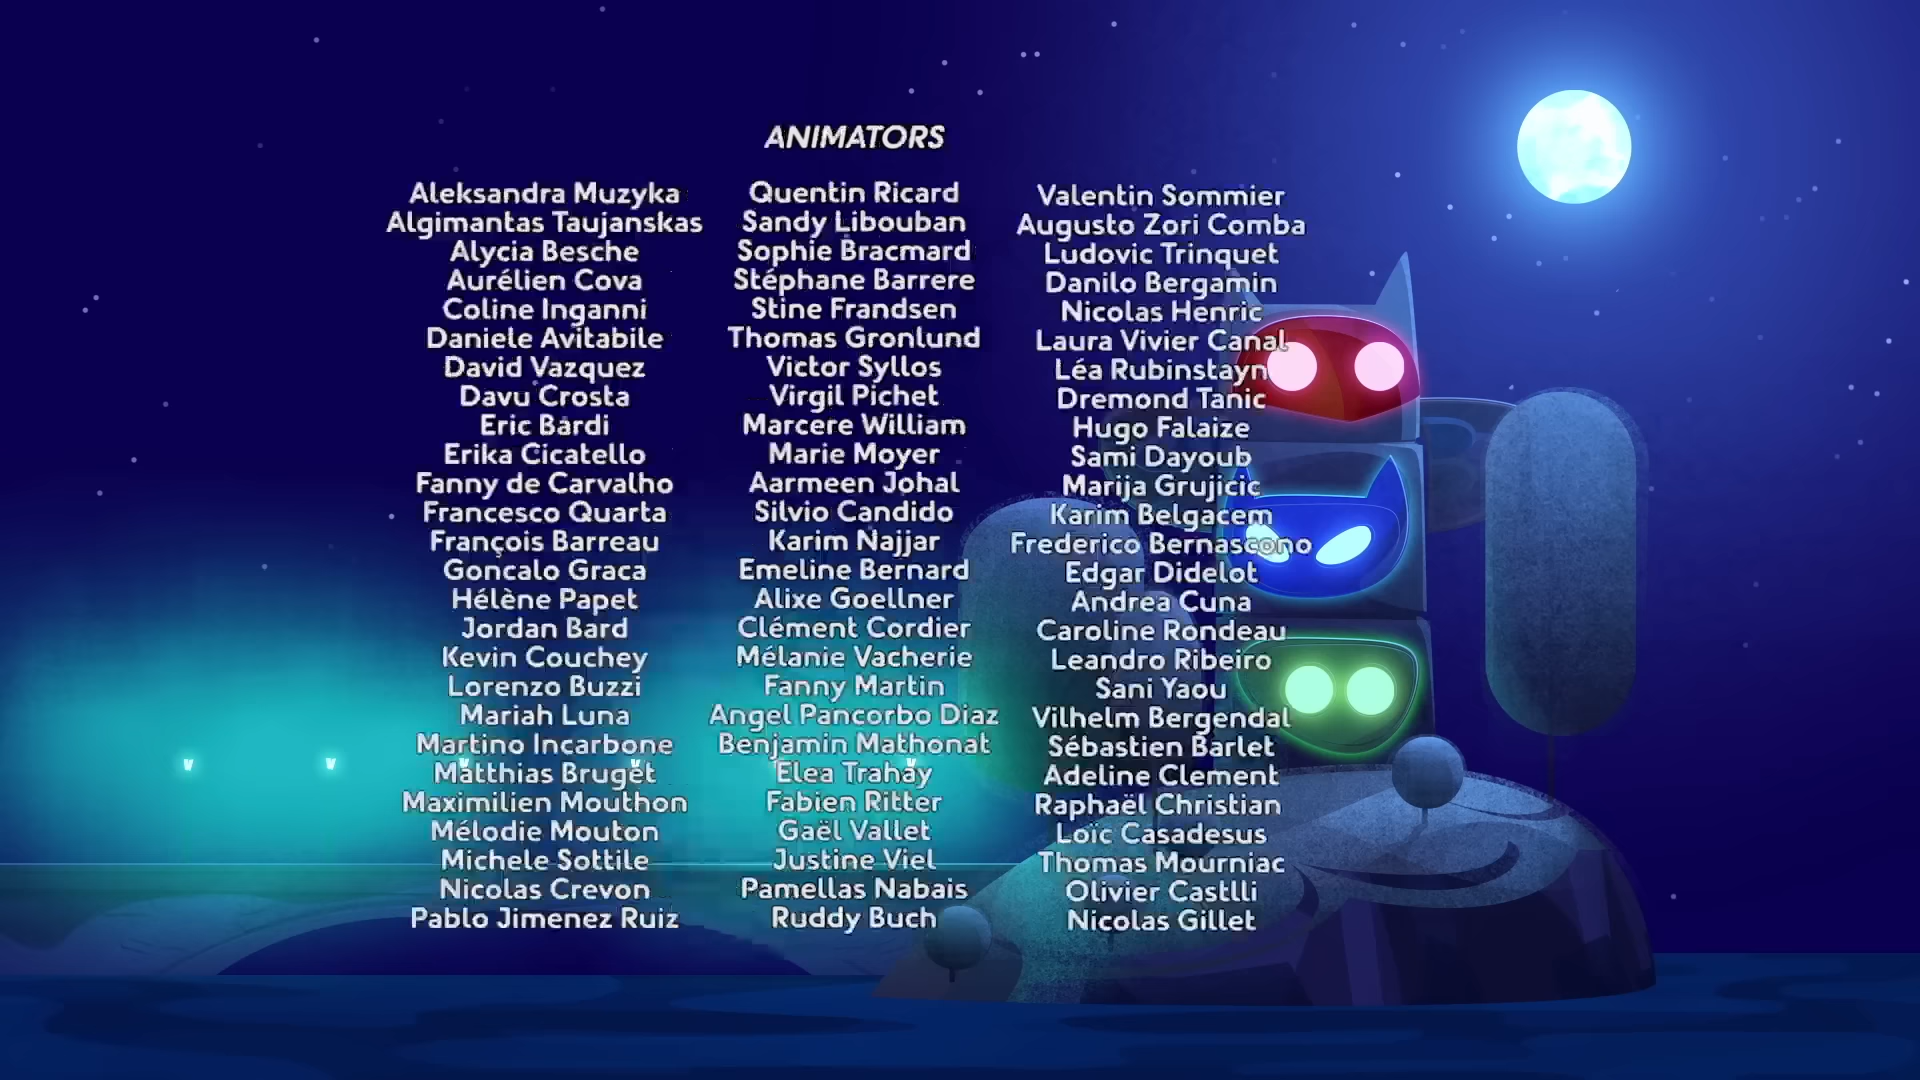 ANIMATORS
Aleksandra Muzyka
Algimantas Taujanskas
Alycia Besche
Aurélien Cova
Coline Inganni
Daniele Avitabile
David Vazquez
Davu Crosta
Eric Bardi
Erika Cicatello
Fanny de Carvalho
Francesco Quarta
François Barreau
Goncalo Graca
Hélène Papet
Jordan Bard
Kevin Couchey
Lorenzo Buzzi
Mariah Luna
Martino Incarbone
Matthias Bruget
Maximilien Mouthon
Mélodie Mouton
Michele Sottile
Nicolas Crevon
Pablo Jimenez Ruiz
Quentin Ricard
Sandy Libouban
Sophie Bracmard
Stéphane Barrere
Stine Frandsen
Thomas Gronlund
Victor Syllos
Virgil Pichet
Marcere William
Marie Moyer
Aarmeen Johal
Silvio Candido
Karim Najjar
Emeline Bernard
Alixe Goellner
Clément Cordier
Mélanie Vacherie
Fanny Martin
Angel Pancorbo Diaz
Benjamin Mathonat
Elea Trahay
Fabien Ritter
Gaël Vallet
Justine Viel
Pamellas Nabais
Ruddy Buch
Valentin Sommier
Augusto Zori Comba
Ludovic Trinquet
Danilo Bergamin
Nicolas Henric
Laura Vivier Canal
Léa Rubinstayn
Dremond Tanic
Hugo Falaize
Sami Dayoub
Marija Grujicic
Karim Belgacem
Frederico Bernascono
Edgar Didelot
Andrea Cuna
Caroline Rondeau
Leandro Ribeiro
Sani Yaou
Vilhelm Bergendal
Sébastien Barlet
Adeline Clement
Raphaël Christian
Loïc Casadesus
Thomas Mourniac
Olivier Castlli
Nicolas Gillet